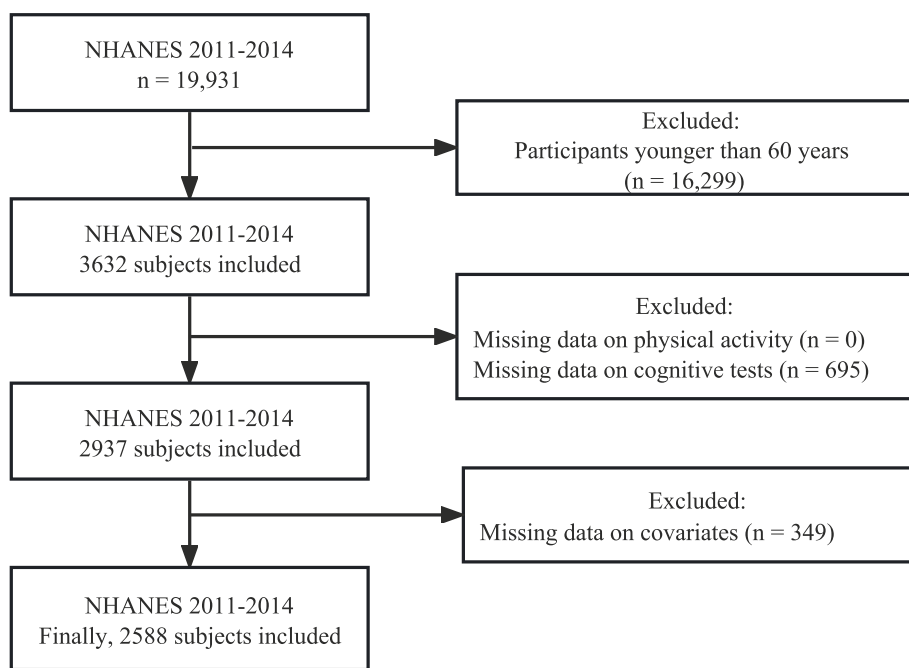 NHANES 2011-2014
n = 19,931
Excluded:
Participants younger than 60 years
(n = 16,299)
NHANES 2011-2014
3632 subjects included
Excluded:
Missing data on physical activity (n = 0)
Missing data on cognitive tests (n = 695)
NHANES 2011-2014
2937 subjects included
Excluded:
Missing data on covariates (n = 349)
NHANES 2011-2014
Finally, 2588 subjects included